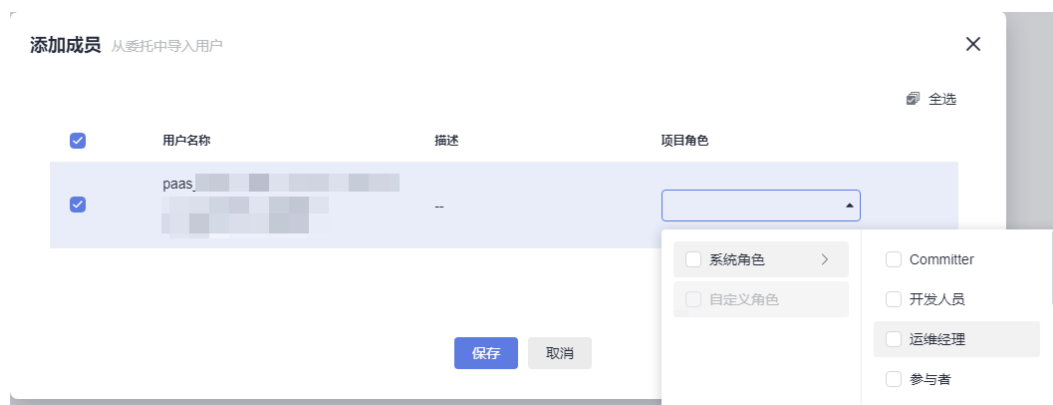 添加成员 从委托中导入用户
全选
用户名称 描述 项目角色
paas_
--
系统角色 Committer
自定义角色 开发人员
运维经理
保存 取消
参与者